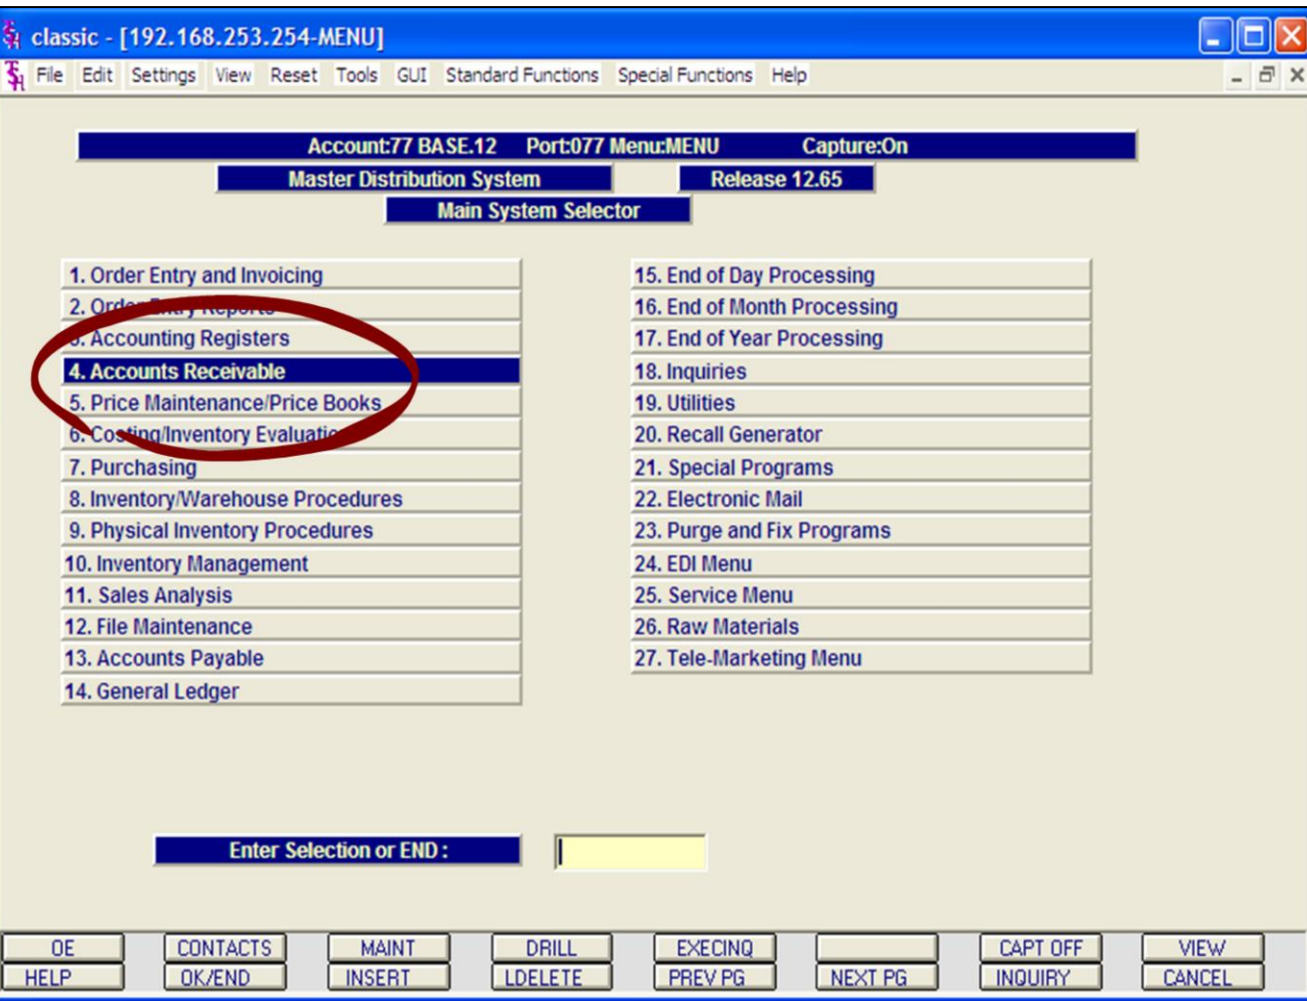 classic - [192.168.253.254-MENU]
File Edit Settings View Reset Tools GUI Standard Functions Special Functions Help
Account:77 BASE.12 Port:077 Menu:MENU Capture:On
Master Distribution System Release 12.65
Main System Selector
1. Order Entry and Invoicing
2. Order Entry Reports
3. Accounting Registers
4. Accounts Receivable
5. Price Maintenance/Price Books
6. Costing/Inventory Evaluation
7. Purchasing
8. Inventory/Warehouse Procedures
9. Physical Inventory Procedures
10. Inventory Management
11. Sales Analysis
12. File Maintenance
13. Accounts Payable
14. General Ledger
15. End of Day Processing
16. End of Month Processing
17. End of Year Processing
18. Inquiries
19. Utilities
20. Recall Generator
21. Special Programs
22. Electronic Mail
23. Purge and Fix Programs
24. EDI Menu
25. Service Menu
26. Raw Materials
27. Tele-Marketing Menu
Enter Selection or END :
OE CONTACTS MAINT DRILL EXECINQ CAPT OFF VIEW
HELP OK/END INSERT LDELETE PREV PG NEXT PG INQUIRY CANCEL